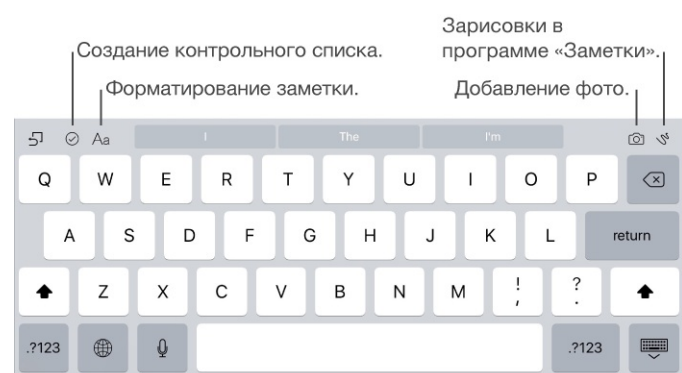 Зарисовки в
программе «Заметки».
Создание контрольного списка.
Форматирование заметки.
Добавление фото.
Aa
I
The
I'm
Q W E R T Y U I O P
A S D F G H J K L return
Z X C V B N M ! , ? .
.?123 .?123